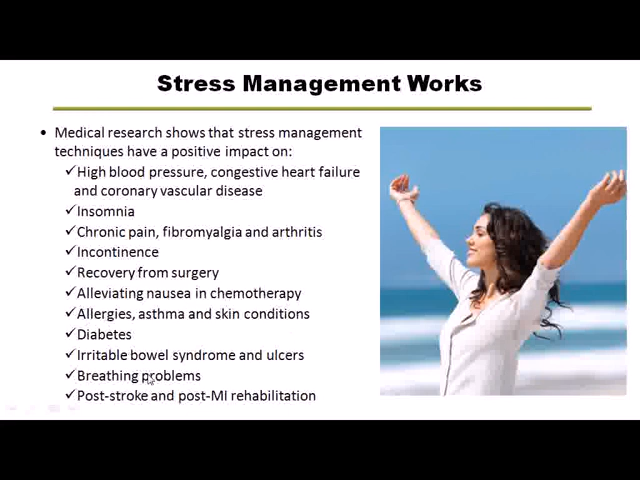 Stress Management Works
• Medical research shows that stress management
techniques have a positive impact on:
✓High blood pressure, congestive heart failure
and coronary vascular disease
✓Insomnia
✓Chronic pain, fibromyalgia and arthritis
✓Incontinence
✓Recovery from surgery
✓Alleviating nausea in chemotherapy
✓Allergies, asthma and skin conditions
✓Diabetes
✓Irritable bowel syndrome and ulcers
✓Breathing problems
✓Post-stroke and post-MI rehabilitation